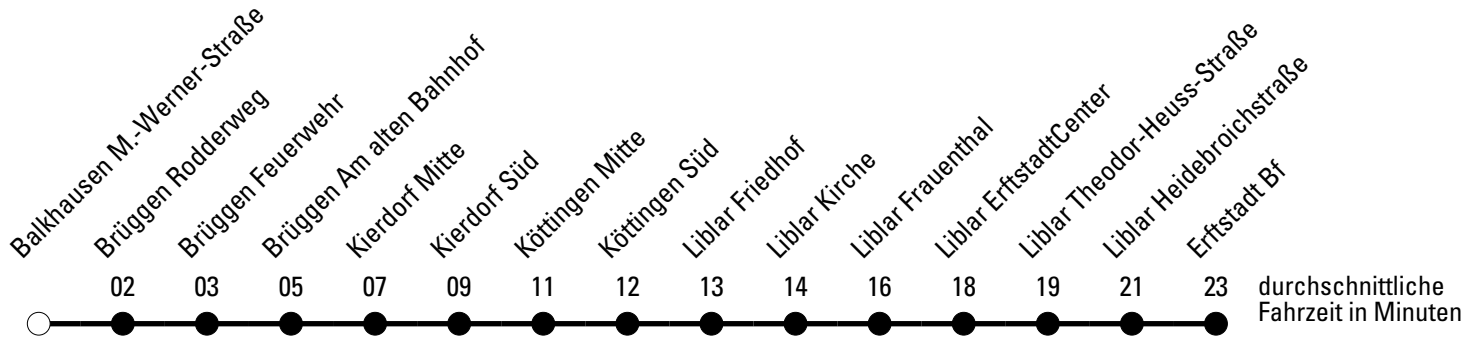 Balkhausen M.-Werner-Straße
Brüggen Rodderweg
Brüggen Feuerwehr
Brüggen Am alten Bahnhof
Kierdorf Mitte
Kierdorf Süd
Köttingen Mitte
Köttingen Süd
Liblar Friedhof
Liblar Kirche
Liblar Frauenthal
Liblar ErftstadtCenter
Liblar Theodor-Heuss-Straße
Liblar Heidebroichstraße
Erftstadt Bf
02 03 05 07 09 11 12 13 14 16 18 19 21 23
durchschnittliche
Fahrzeit in Minuten